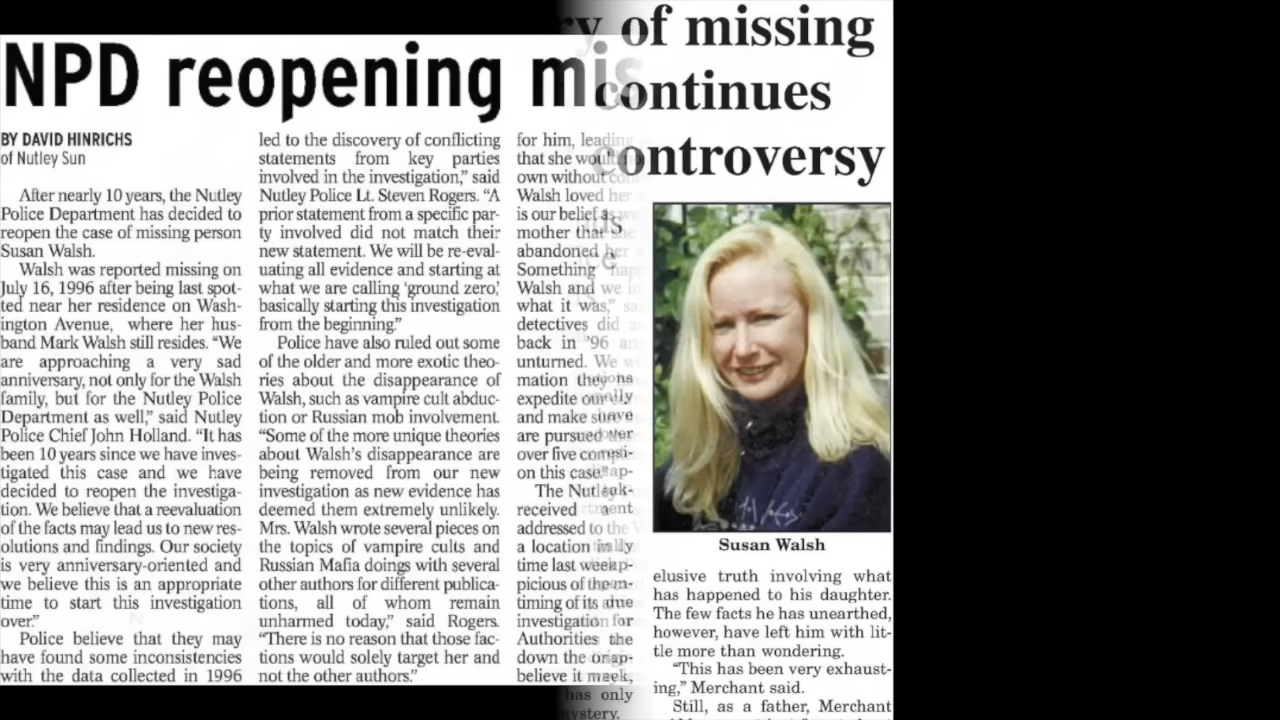 NPD reopening mis
BY DAVID HINRICHS
of Nutley Sun
After nearly 10 years, the Nutley
Police Department has decided to
reopen the case of missing person
Susan Walsh.
Walsh was reported missing on
July 16, 1996 after being last spot-
ted near her residence on Wash-
ington Avenue, where her hus-
band Mark Walsh still resides. “We
are approaching a very sad
anniversary, not only for the Walsh
family, but for the Nutley Police
Department as well,” said Nutley
Police Chief John Holland. “It has
been 10 years since we have inves-
tigated this case and we have
decided to reopen the investiga-
tion. We believe that a reevaluation
of the facts may lead us to new res-
olutions and findings. Our society
is very anniversary-oriented and
we believe this is an appropriate
time to start this investigation
over.”
Police believe that they may
have found some inconsistencies
with the data collected in 1996
led to the discovery of conflicting
statements from key parties
involved in the investigation,” said
Nutley Police Lt. Steven Rogers. “A
prior statement from a specific par-
ty involved did not match their
new statement. We will be re-eval-
uating all evidence and starting at
what we are calling ‘ground zero,’
basically starting this investigation
from the beginning.”
Police have also ruled out some
of the older and more exotic theo-
ries about the disappearance of
Walsh, such as vampire cult abduc-
tion or Russian mob involvement.
“Some of the more unique theories
about Walsh’s disappearance are
being removed from our new
investigation as new evidence has
deemed them extremely unlikely.
Mrs. Walsh wrote several pieces on
the topics of vampire cults and
Russian Mafia doings with several
other authors for different publica-
tions, all of whom remain
unharmed today,” said Rogers.
“There is no reason that those fac-
tions would solely target her and
not the other authors.”
for him, leading
that she would
own without
Walsh loved her
is our belief as
mother that she
abandoned her
Something
Walsh and we
what it was,”
detectives did
back in ’96
unturned. We
mation they
expedite our
and make sure
are pursued
over five
on this case.”
The Nutley
received
addressed to the
a location in
time last week
picious of the
timing of its
investigation
Authorities
down the
believe it
has only
mystery.
y of missing
continues
controversy
Susan Walsh
elusive truth involving what
has happened to his daughter.
The few facts he has unearthed,
however, have left him with lit-
tle more than wondering.
“This has been very exhaust-
ing,” Merchant said.
Still, as a father, Merchant